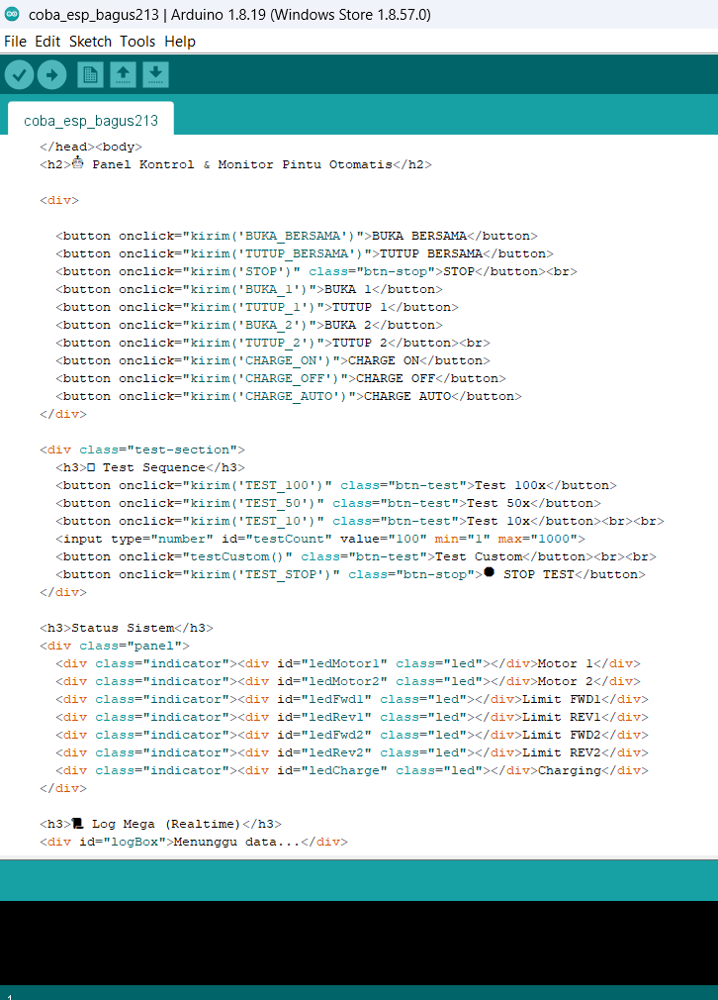 coba_esp_bagus213 | Arduino 1.8.19 (Windows Store 1.8.57.0)
File Edit Sketch Tools Help
coba_esp_bagus213
</head><body>
<h2>🤖 Panel Kontrol & Monitor Pintu Otomatis</h2>
<div>
<button onclick="kirim('BUKA_BERSAMA')">BUKA BERSAMA</button>
<button onclick="kirim('TUTUP_BERSAMA')">TUTUP BERSAMA</button>
<button onclick="kirim('STOP')" class="btn-stop">STOP</button><br>
<button onclick="kirim('BUKA_1')">BUKA 1</button>
<button onclick="kirim('TUTUP_1')">TUTUP 1</button>
<button onclick="kirim('BUKA_2')">BUKA 2</button>
<button onclick="kirim('TUTUP_2')">TUTUP 2</button><br>
<button onclick="kirim('CHARGE_ON')">CHARGE ON</button>
<button onclick="kirim('CHARGE_OFF')">CHARGE OFF</button>
<button onclick="kirim('CHARGE_AUTO')">CHARGE AUTO</button>
</div>
<div class="test-section">
<h3>▯ Test Sequence</h3>
<button onclick="kirim('TEST_100')" class="btn-test">Test 100x</button>
<button onclick="kirim('TEST_50')" class="btn-test">Test 50x</button>
<button onclick="kirim('TEST_10')" class="btn-test">Test 10x</button><br><br>
<input type="number" id="testCount" value="100" min="1" max="1000">
<button onclick="testCustom()" class="btn-test">Test Custom</button><br><br>
<button onclick="kirim('TEST_STOP')" class="btn-stop">🛑 STOP TEST</button>
</div>
<h3>Status Sistem</h3>
<div class="panel">
<div class="indicator"><div id="ledMotor1" class="led"></div>Motor 1</div>
<div class="indicator"><div id="ledMotor2" class="led"></div>Motor 2</div>
<div class="indicator"><div id="ledFwd1" class="led"></div>Limit FWD1</div>
<div class="indicator"><div id="ledRev1" class="led"></div>Limit REV1</div>
<div class="indicator"><div id="ledFwd2" class="led"></div>Limit FWD2</div>
<div class="indicator"><div id="ledRev2" class="led"></div>Limit REV2</div>
<div class="indicator"><div id="ledCharge" class="led"></div>Charging</div>
</div>
<h3>📜 Log Mega (Realtime)</h3>
<div id="logBox">Menunggu data...</div>